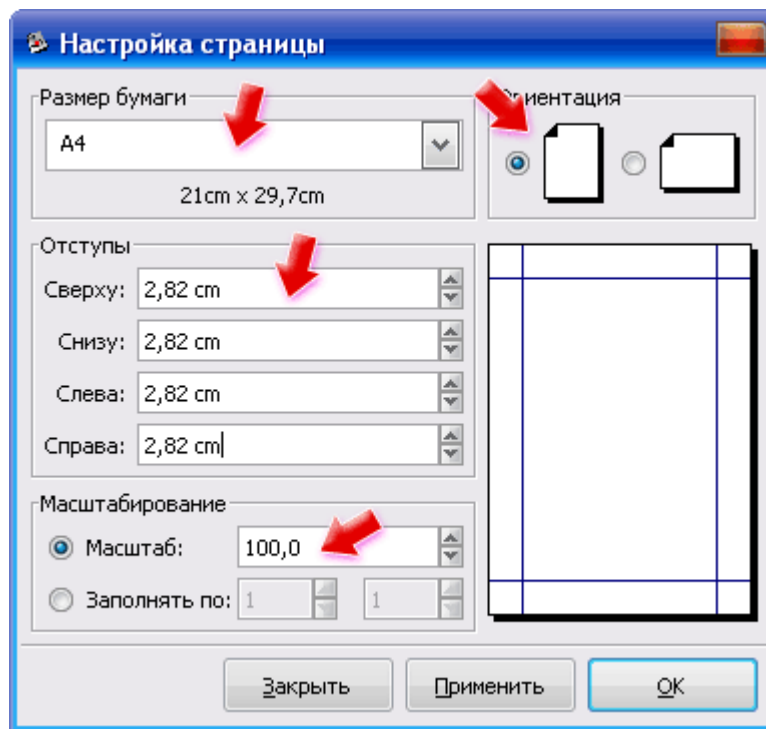 Настройка страницы
Размер бумаги
Ориентация
A4
21cm x 29,7cm
Отступы
Сверху: 2,82 cm
Снизу: 2,82 cm
Слева: 2,82 cm
Справа: 2,82 cm
Масштабирование
Масштаб: 100,0
Заполнять по: 1 1
Закрыть Применить OK